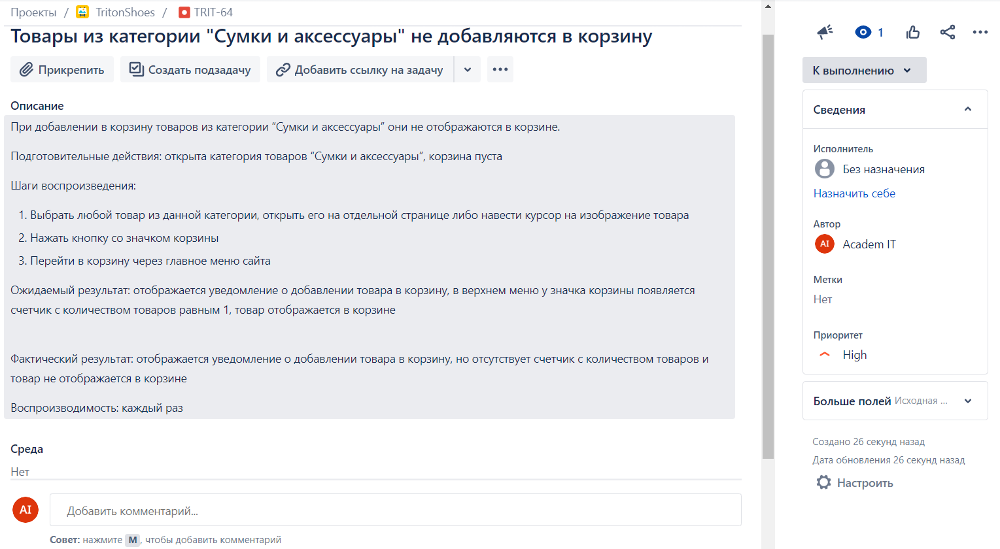 Проекты / TritonShoes / TRIT-64
Товары из категории "Сумки и аксессуары" не добавляются в корзину
Прикрепить
Создать подзадачу
Добавить ссылку на задачу
Описание
При добавлении в корзину товаров из категории “Сумки и аксессуары” они не отображаются в корзине.
Подготовительные действия: открыта категория товаров “Сумки и аксессуары”, корзина пуста
Шаги воспроизведения:
1. Выбрать любой товар из данной категории, открыть его на отдельной странице либо навести курсор на изображение товара
2. Нажать кнопку со значком корзины
3. Перейти в корзину через главное меню сайта
Ожидаемый результат: отображается уведомление о добавлении товара в корзину, в верхнем меню у значка корзины появляется
счетчик с количеством товаров равным 1, товар отображается в корзине
Фактический результат: отображается уведомление о добавлении товара в корзину, но отсутствует счетчик с количеством товаров и
товар не отображается в корзине
Воспроизводимость: каждый раз
Среда
Нет
AI
Добавить комментарий...
Совет: нажмите M, чтобы добавить комментарий
1
К выполнению
Сведения
Исполнитель
Без назначения
Назначить себе
Автор
AI Academ IT
Метки
Нет
Приоритет
High
Больше полей Исходная ...
Создано 26 секунд назад
Дата обновления 26 секунд назад
Настроить